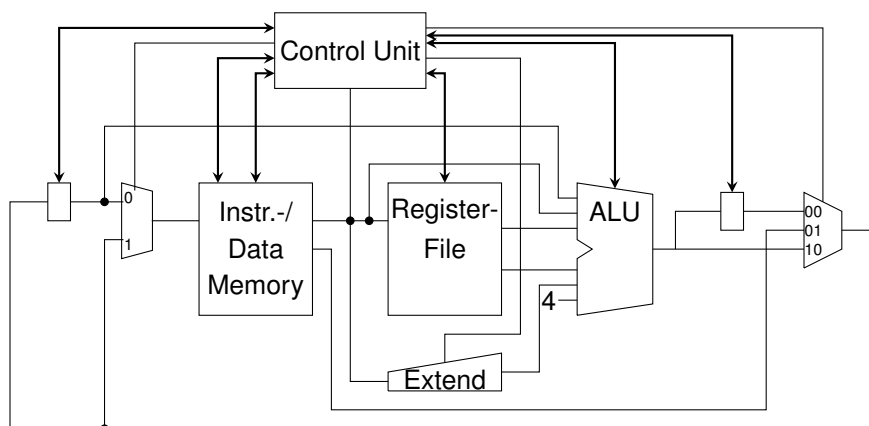 Control Unit
0
1
Instr.-/
Data
Memory
Register-
File
ALU
4
Extend
00
01
10